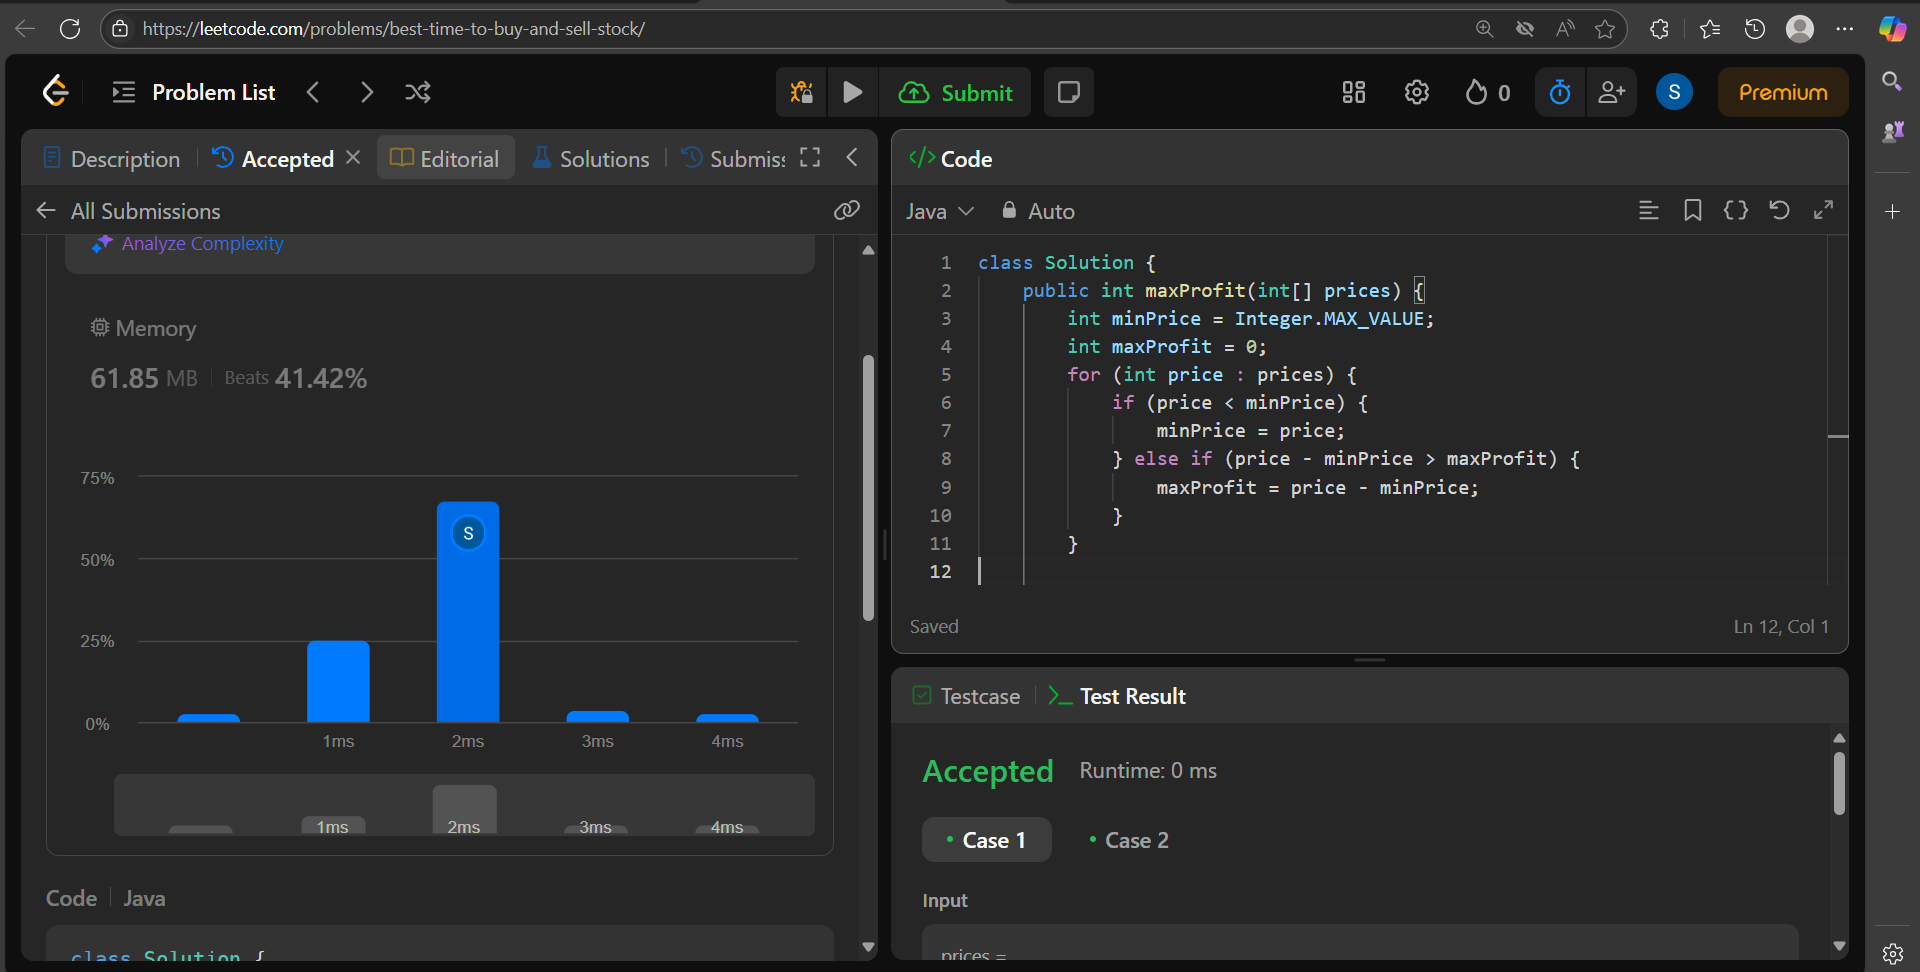 https://leetcode.com/problems/best-time-to-buy-and-sell-stock/
Problem List
Submit
0
S
Premium
Description
Accepted
Editorial
Solutions
Submiss
All Submissions
Analyze Complexity
Memory
61.85 MB
Beats 41.42%
75%
50%
25%
0%
S
1ms
2ms
3ms
4ms
1ms
2ms
3ms
4ms
Code
Java
class Solution {
</> Code
Java
Auto
1 class Solution {
2     public int maxProfit(int[] prices) {
3         int minPrice = Integer.MAX_VALUE;
4         int maxProfit = 0;
5         for (int price : prices) {
6             if (price < minPrice) {
7                 minPrice = price;
8             } else if (price - minPrice > maxProfit) {
9                 maxProfit = price - minPrice;
10             }
11         }
12
Saved
Ln 12, Col 1
Testcase
>_ Test Result
Accepted
Runtime: 0 ms
• Case 1
• Case 2
Input
prices =